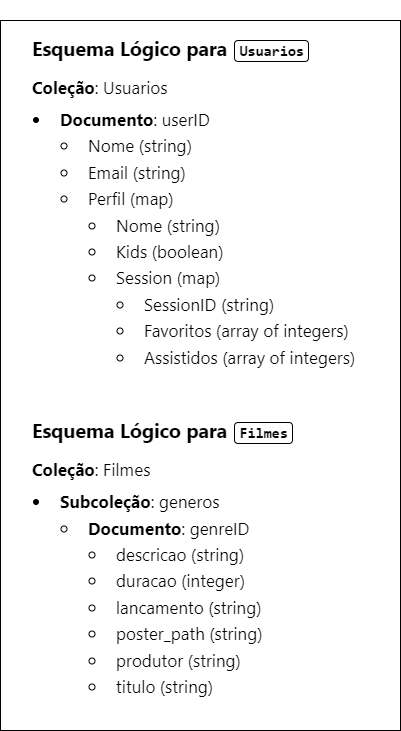 Esquema Lógico para Usuarios
Coleção: Usuarios
• Documento: userID
○ Nome (string)
○ Email (string)
○ Perfil (map)
○ Nome (string)
○ Kids (boolean)
○ Session (map)
○ SessionID (string)
○ Favoritos (array of integers)
○ Assistidos (array of integers)
Esquema Lógico para Filmes
Coleção: Filmes
• Subcoleção: generos
○ Documento: genreID
○ descricao (string)
○ duracao (integer)
○ lancamento (string)
○ poster_path (string)
○ produtor (string)
○ titulo (string)